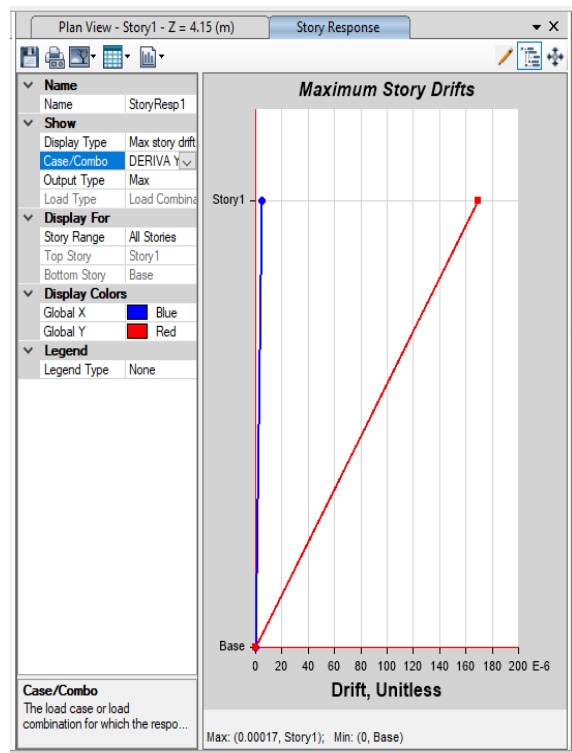 Plan View - Story1 - Z = 4.15 (m)
Story Response
Name
Name StoryResp1
Show
Display Type Max story drift
Case/Combo DERIVA Y
Output Type Max
Load Type Load Combina
Display For
Story Range All Stories
Top Story Story1
Bottom Story Base
Display Colors
Global X Blue
Global Y Red
Legend
Legend Type None
Case/Combo
The load case or load
combination for which the respo...
Maximum Story Drifts
Story1
Base
0 20 40 60 80 100 120 140 160 180 200 E-6
Drift, Unitless
Max: (0.00017, Story1); Min: (0, Base)